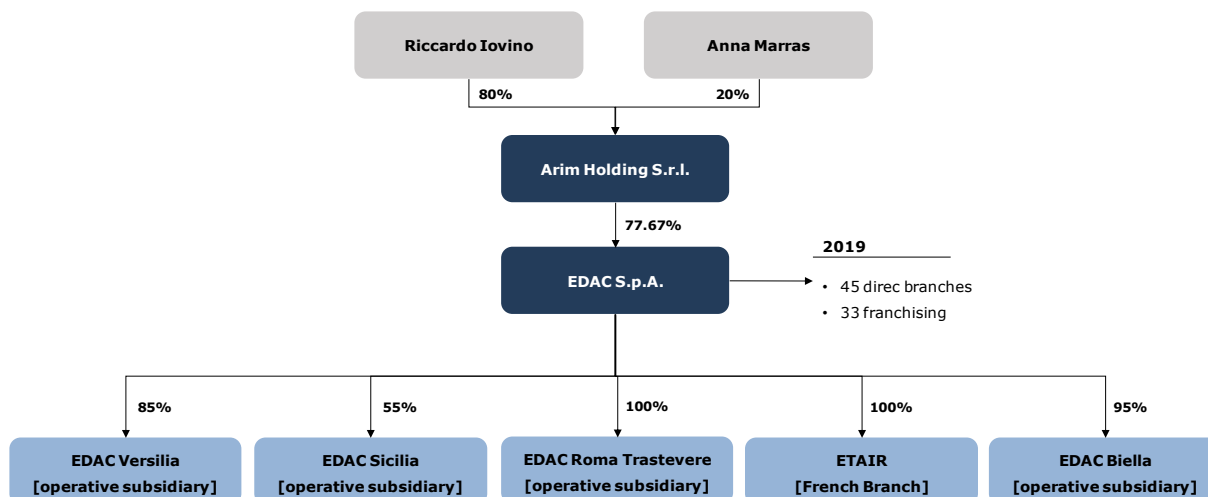 Riccardo Iovino
Anna Marras
80%
20%
Arim Holding S.r.l.
77.67%
2019
EDAC S.p.A.
• 45 direc branches
• 33 franchising
85%
55%
100%
100%
95%
EDAC Versilia
[operative subsidiary]
EDAC Sicilia
[operative subsidiary]
EDAC Roma Trastevere
[operative subsidiary]
ETAIR
[French Branch]
EDAC Biella
[operative subsidiary]